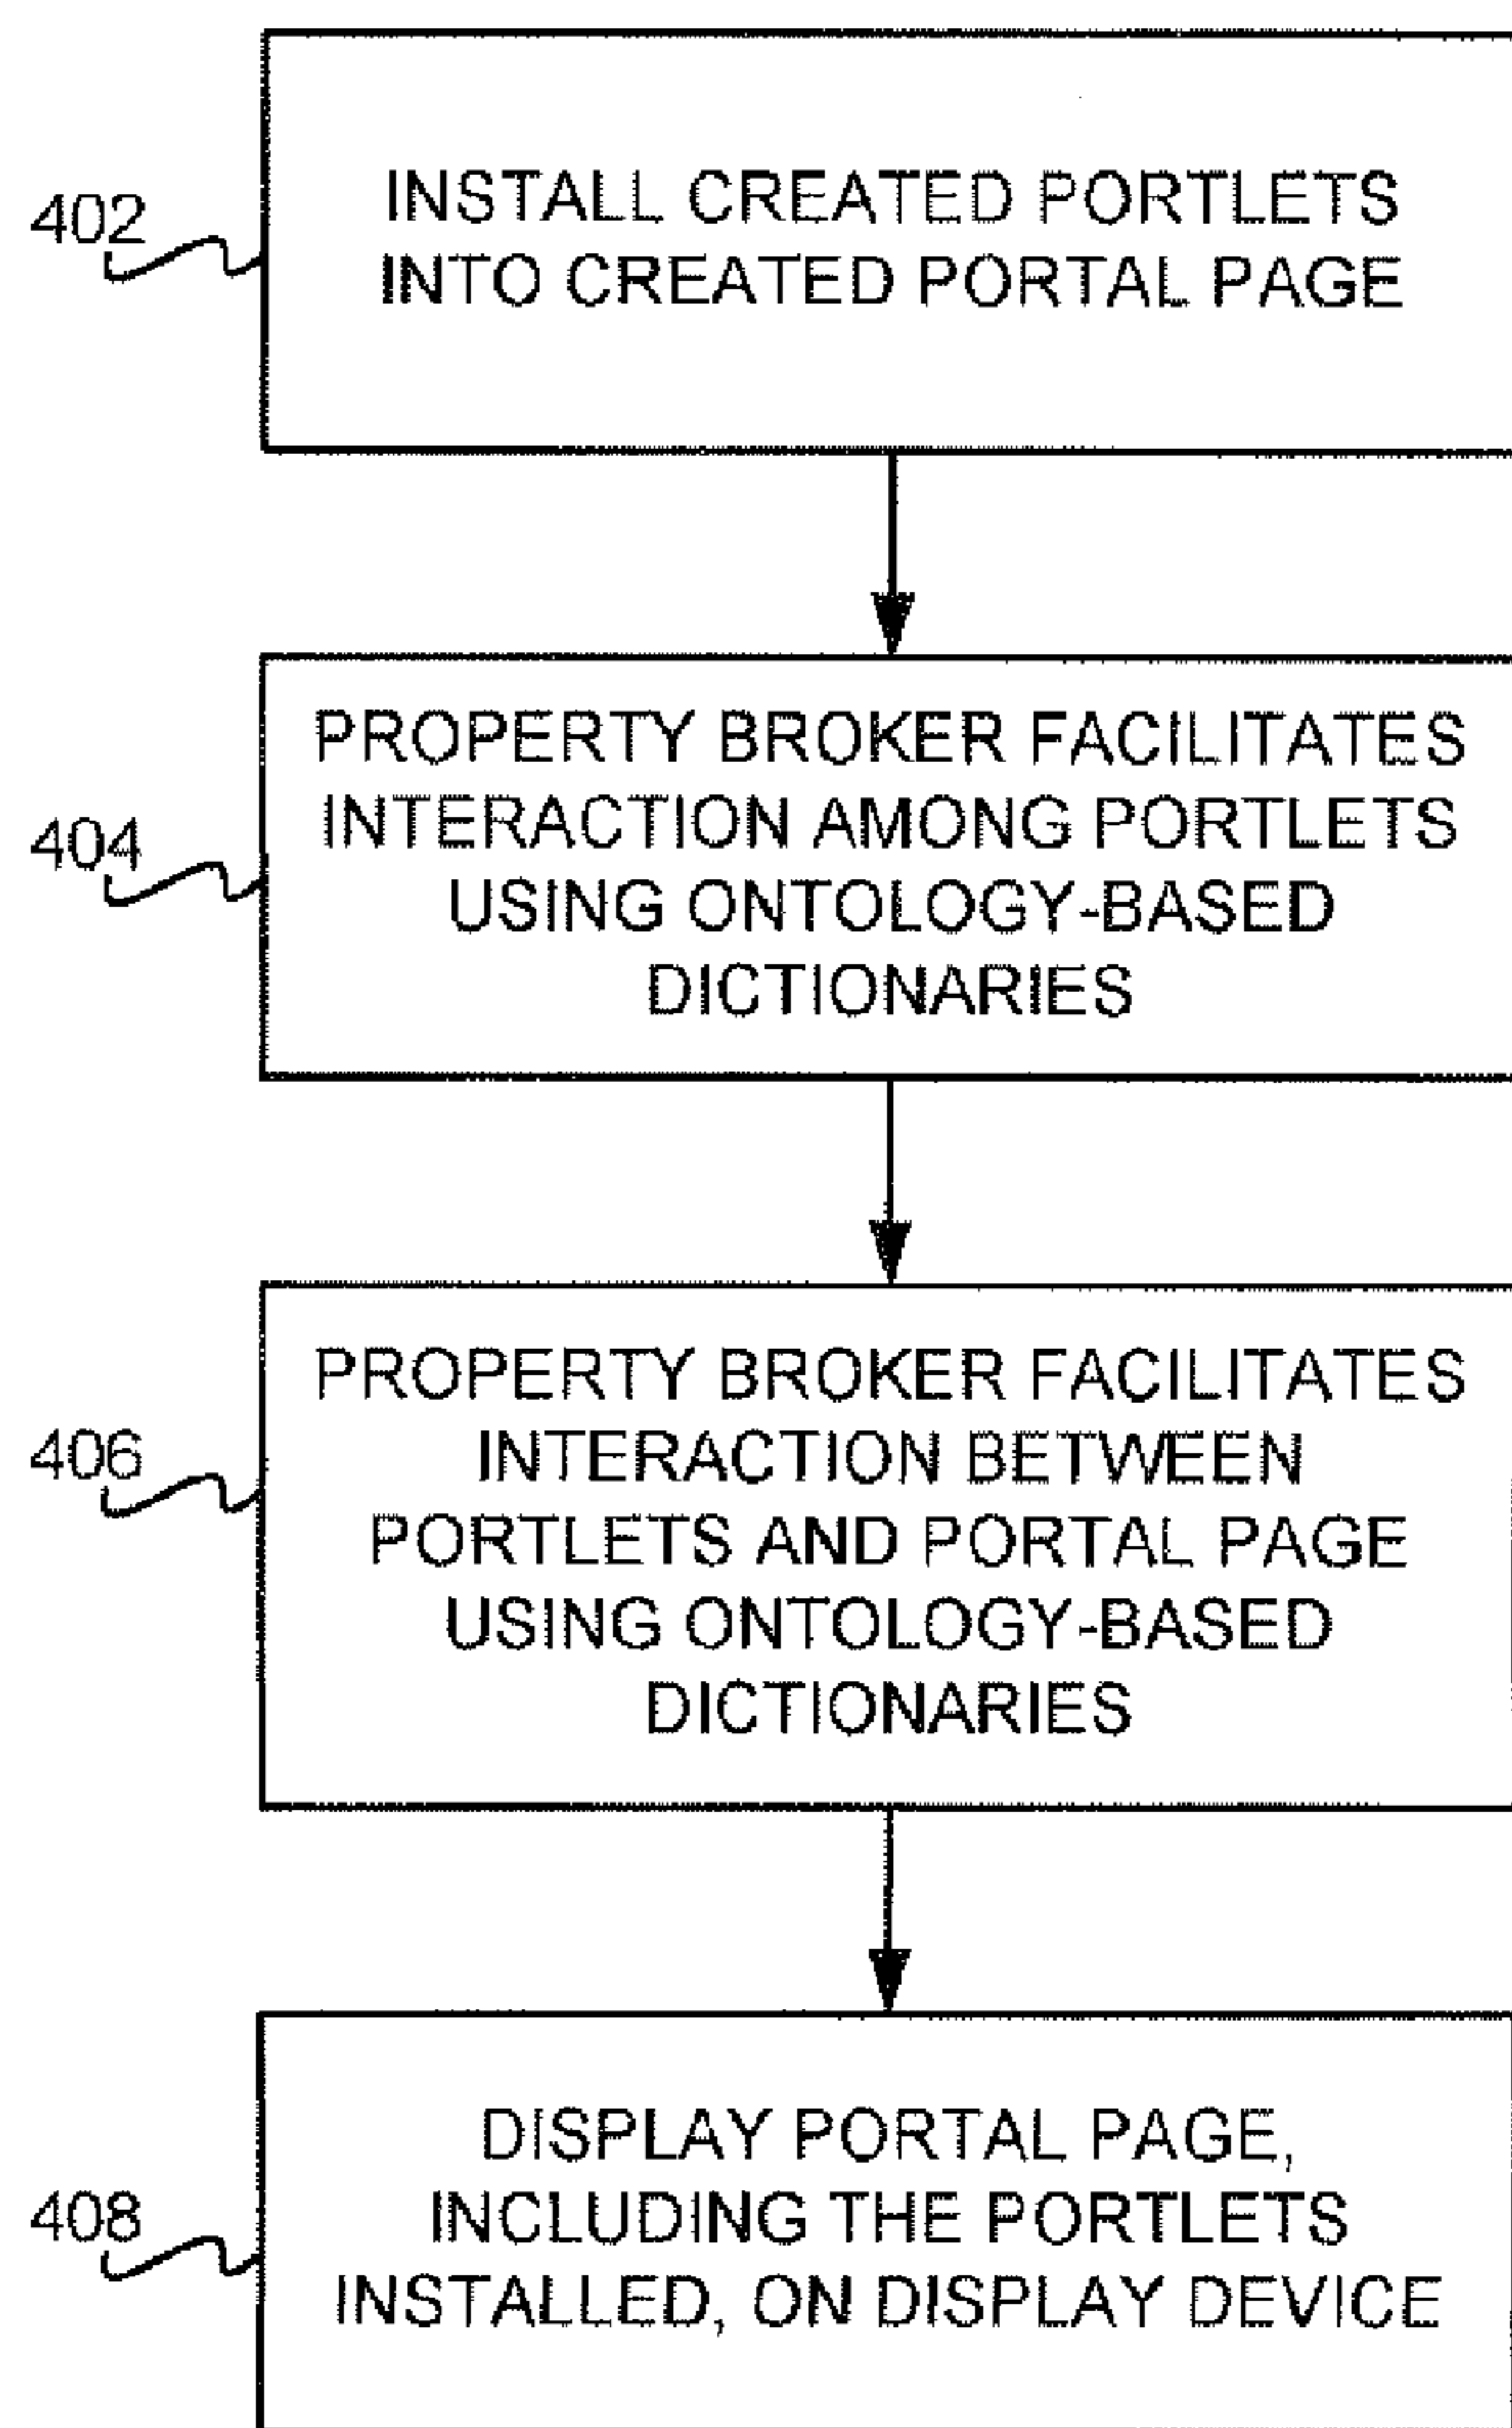 402
INSTALL CREATED PORTLETS
INTO CREATED PORTAL PAGE
404
PROPERTY BROKER FACILITATES
INTERACTION AMONG PORTLETS
USING ONTOLOGY-BASED
DICTIONARIES
406
PROPERTY BROKER FACILITATES
INTERACTION BETWEEN
PORTLETS AND PORTAL PAGE
USING ONTOLOGY-BASED
DICTIONARIES
408
DISPLAY PORTAL PAGE,
INCLUDING THE PORTLETS
INSTALLED, ON DISPLAY DEVICE